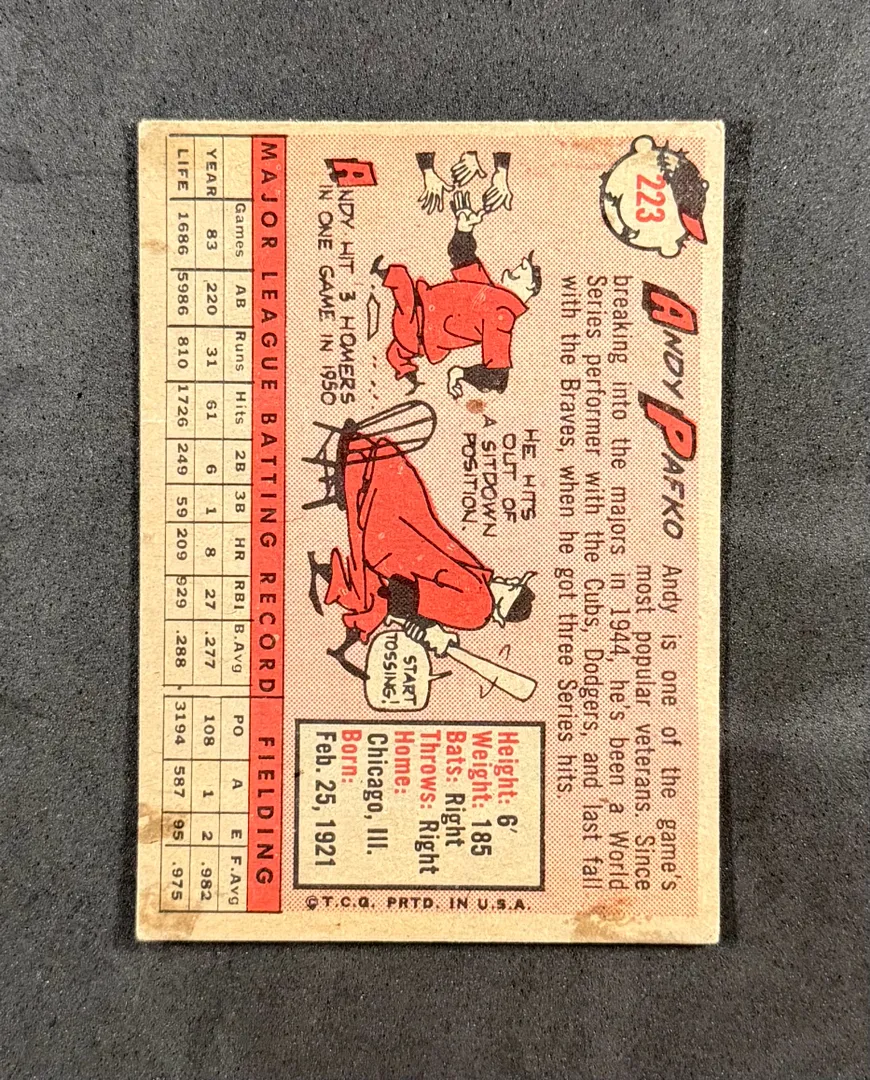 223
ANDY PAFKO
Andy is one of the game's
most popular veterans. Since
breaking into the majors in 1944, he's been a World
Series performer with the Cubs, Dodgers, and last fall
with the Braves, when he got three Series hits.
HE HITS
OUT OF
A SITDOWN
POSITION.
START
TOSSING!
ANDY HIT 3 HOMERS
IN ONE GAME IN 1950
Height: 6'
Weight: 185
Bats: Right
Throws: Right
Home:
Chicago, Ill.
Born:
Feb. 25, 1921
©T.C.G. PRTD. IN U.S.A.
MAJOR LEAGUE BATTING RECORD FIELDING
Games AB Runs Hits 2B 3B HR RBI. B.Avg PO A E F.Avg
YEAR 83 220 31 61 6 1 8 27 .277 108 1 2 .982
LIFE 1686 5986 810 1726 249 59 209 929 .288 3194 587 95 .975